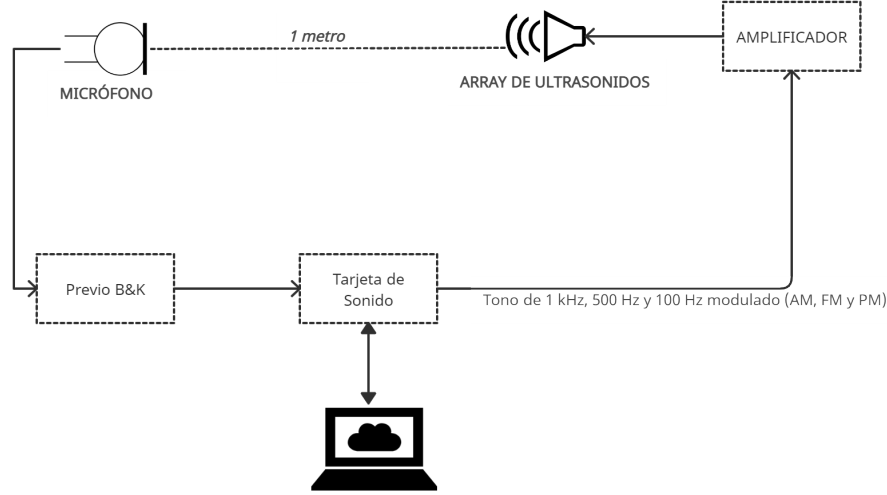 1 metro
AMPLIFICADOR
MICRÓFONO
ARRAY DE ULTRASONIDOS
Previo B&K
Tarjeta de
Sonido
Tono de 1 kHz, 500 Hz y 100 Hz modulado (AM, FM y PM)